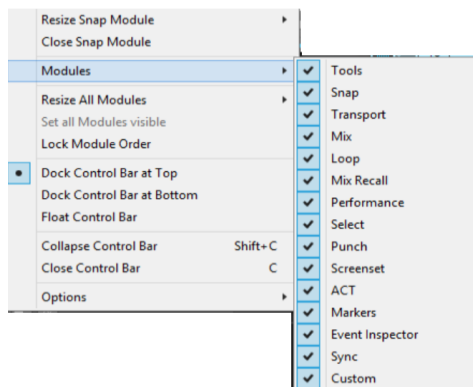 Resize Snap Module
Close Snap Module
Modules
Resize All Modules
Set all Modules visible
Lock Module Order
Dock Control Bar at Top
Dock Control Bar at Bottom
Float Control Bar
Collapse Control Bar Shift+C
Close Control Bar C
Options
Tools
Snap
Transport
Mix
Loop
Mix Recall
Performance
Select
Punch
Screenset
ACT
Markers
Event Inspector
Sync
Custom